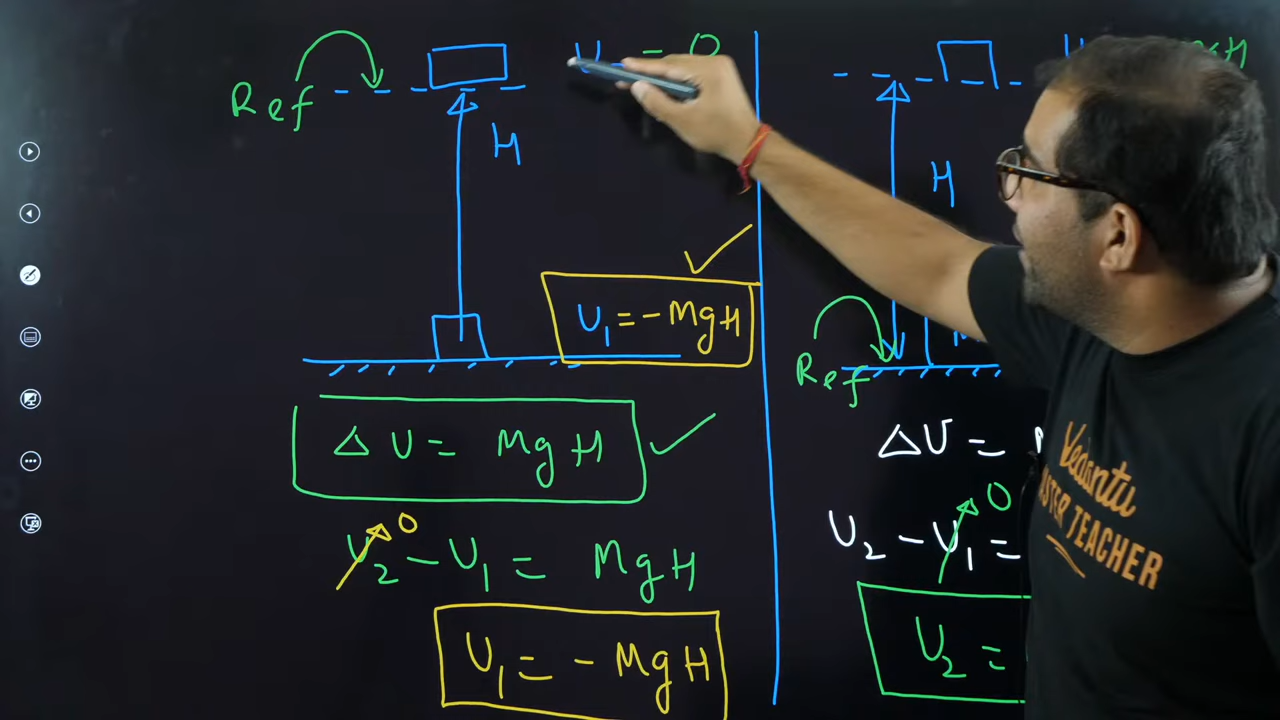 Ref
U = 0
H
U₁ = -MgH
ΔU = MgH
U₂ - U₁ = MgH
0
U₁ = -MgH
U
H
H
Ref
ΔU =
U₂ - U₁ =
0
U₂ =
Vedantu
MASTER TEACHER